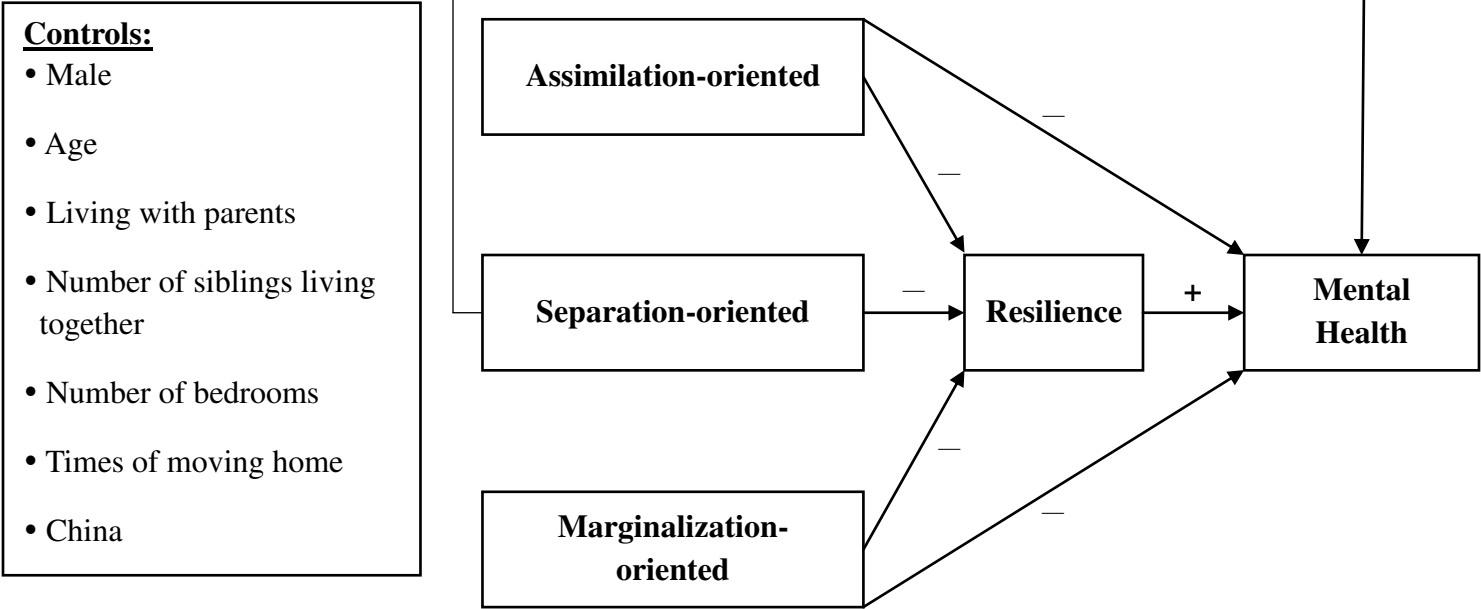 Controls:
• Male
• Age
• Living with parents
• Number of siblings living
together
• Number of bedrooms
• Times of moving home
• China
Assimilation-oriented
—
—
Separation-oriented
—
Resilience
+
Mental
Health
—
—
Marginalization-
oriented